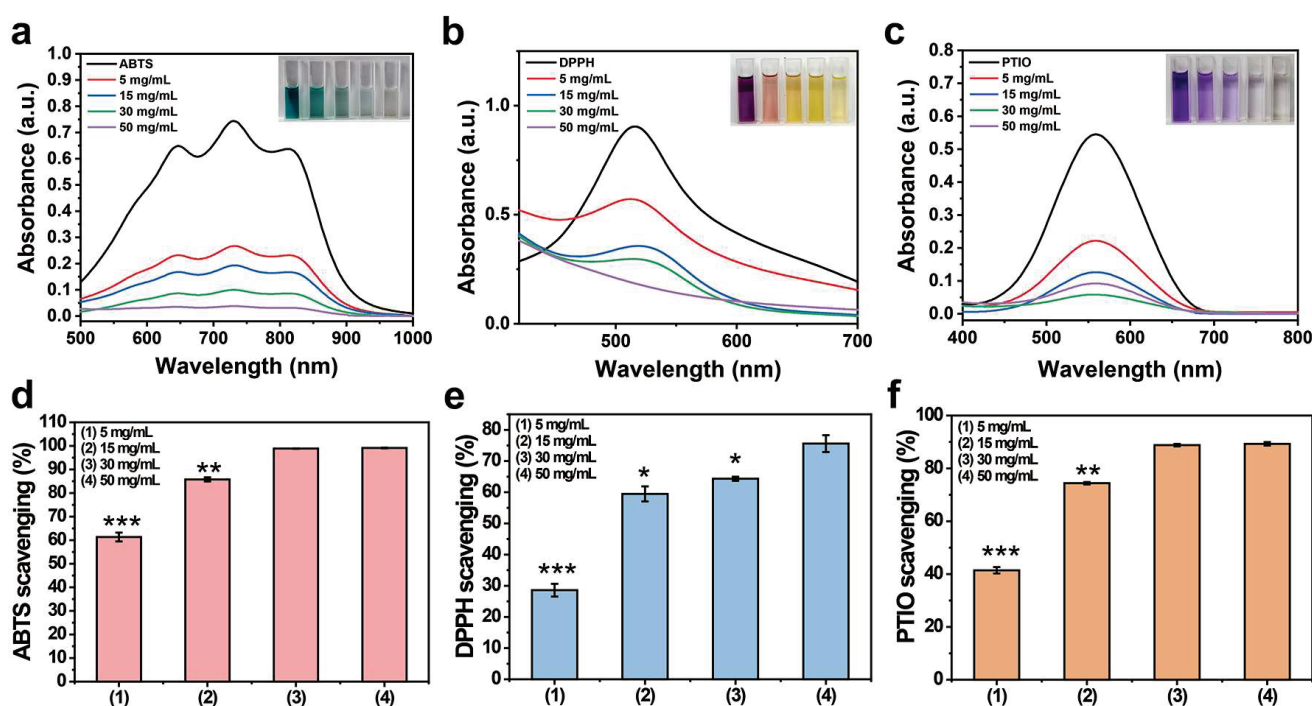 a
ABTS
5 mg/mL
15 mg/mL
30 mg/mL
50 mg/mL
1.0
0.9
0.8
0.7
0.6
0.5
0.4
0.3
0.2
0.1
0.0
Absorbance (a.u.)
500 600 700 800 900 1000
Wavelength (nm)
b
DPPH
5 mg/mL
15 mg/mL
30 mg/mL
50 mg/mL
1.0
0.5
0.0
Absorbance (a.u.)
500 600 700
Wavelength (nm)
c
PTIO
5 mg/mL
15 mg/mL
30 mg/mL
50 mg/mL
0.8
0.7
0.6
0.5
0.4
0.3
0.2
0.1
0.0
Absorbance (a.u.)
400 500 600 700 800
Wavelength (nm)
d
(1) 5 mg/mL
(2) 15 mg/mL
(3) 30 mg/mL
(4) 50 mg/mL
110
100
90
80
70
60
50
40
30
20
10
0
ABTS scavenging (%)
*** **
(1) (2) (3) (4)
e
(1) 5 mg/mL
(2) 15 mg/mL
(3) 30 mg/mL
(4) 50 mg/mL
80
70
60
50
40
30
20
10
0
DPPH scavenging (%)
*** * *
(1) (2) (3) (4)
f
(1) 5 mg/mL
(2) 15 mg/mL
(3) 30 mg/mL
(4) 50 mg/mL
100
80
60
40
20
0
PTIO scavenging (%)
*** **
(1) (2) (3) (4)